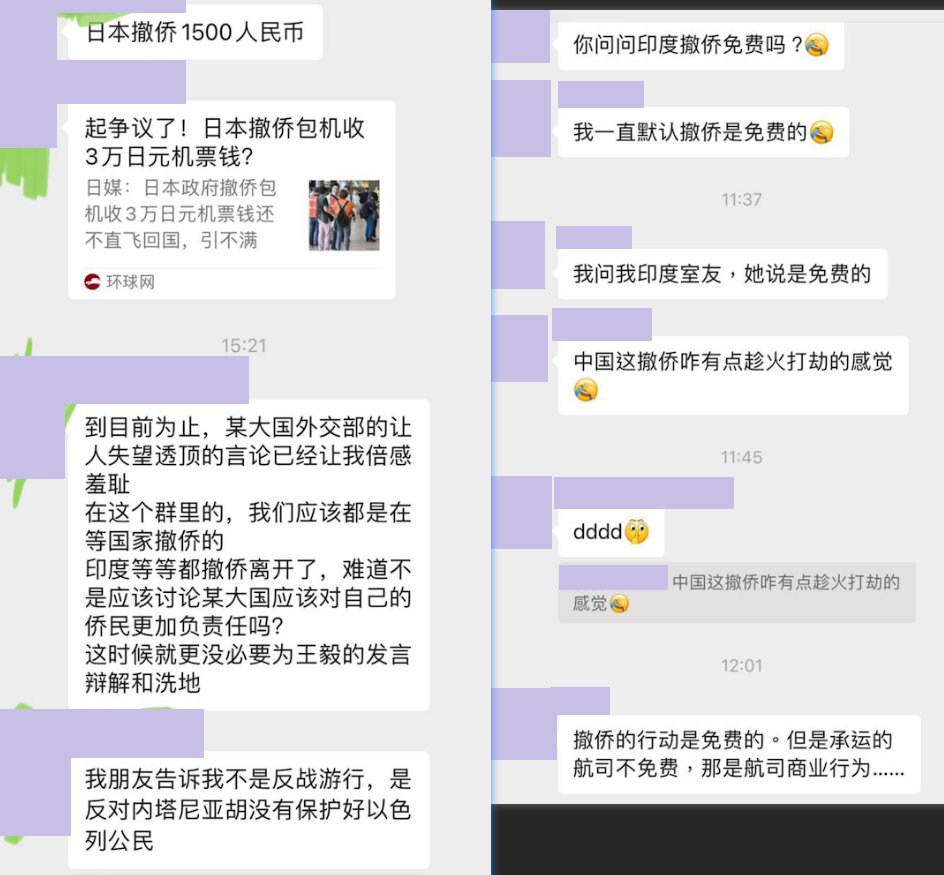 日本撤侨1500人民币
起争议了！日本撤侨包机收
3万日元机票钱?
日媒：日本政府撤侨包
机收3万日元机票钱还
不直飞回国，引不满
环球网
15:21
到目前为止，某大国外交部的让
人失望透顶的言论已经让我倍感
羞耻
在这个群里的，我们应该都是在
等国家撤侨的
印度等等都撤侨离开了，难道不
是应该讨论某大国应该对自己的
侨民更加负责任吗?
这时候就更没必要为王毅的发言
辩解和洗地
我朋友告诉我不是反战游行，是
反对内塔尼亚胡没有保护好以色
列公民
你问问印度撤侨免费吗？🤣
我一直默认撤侨是免费的🤣
11:37
我问我印度室友，她说是免费的
中国这撤侨咋有点趁火打劫的感觉
🤣
11:45
dddd🤫
中国这撤侨咋有点趁火打劫的
感觉🤣
12:01
撤侨的行动是免费的。但是承运的
航司不免费，那是航司商业行为......